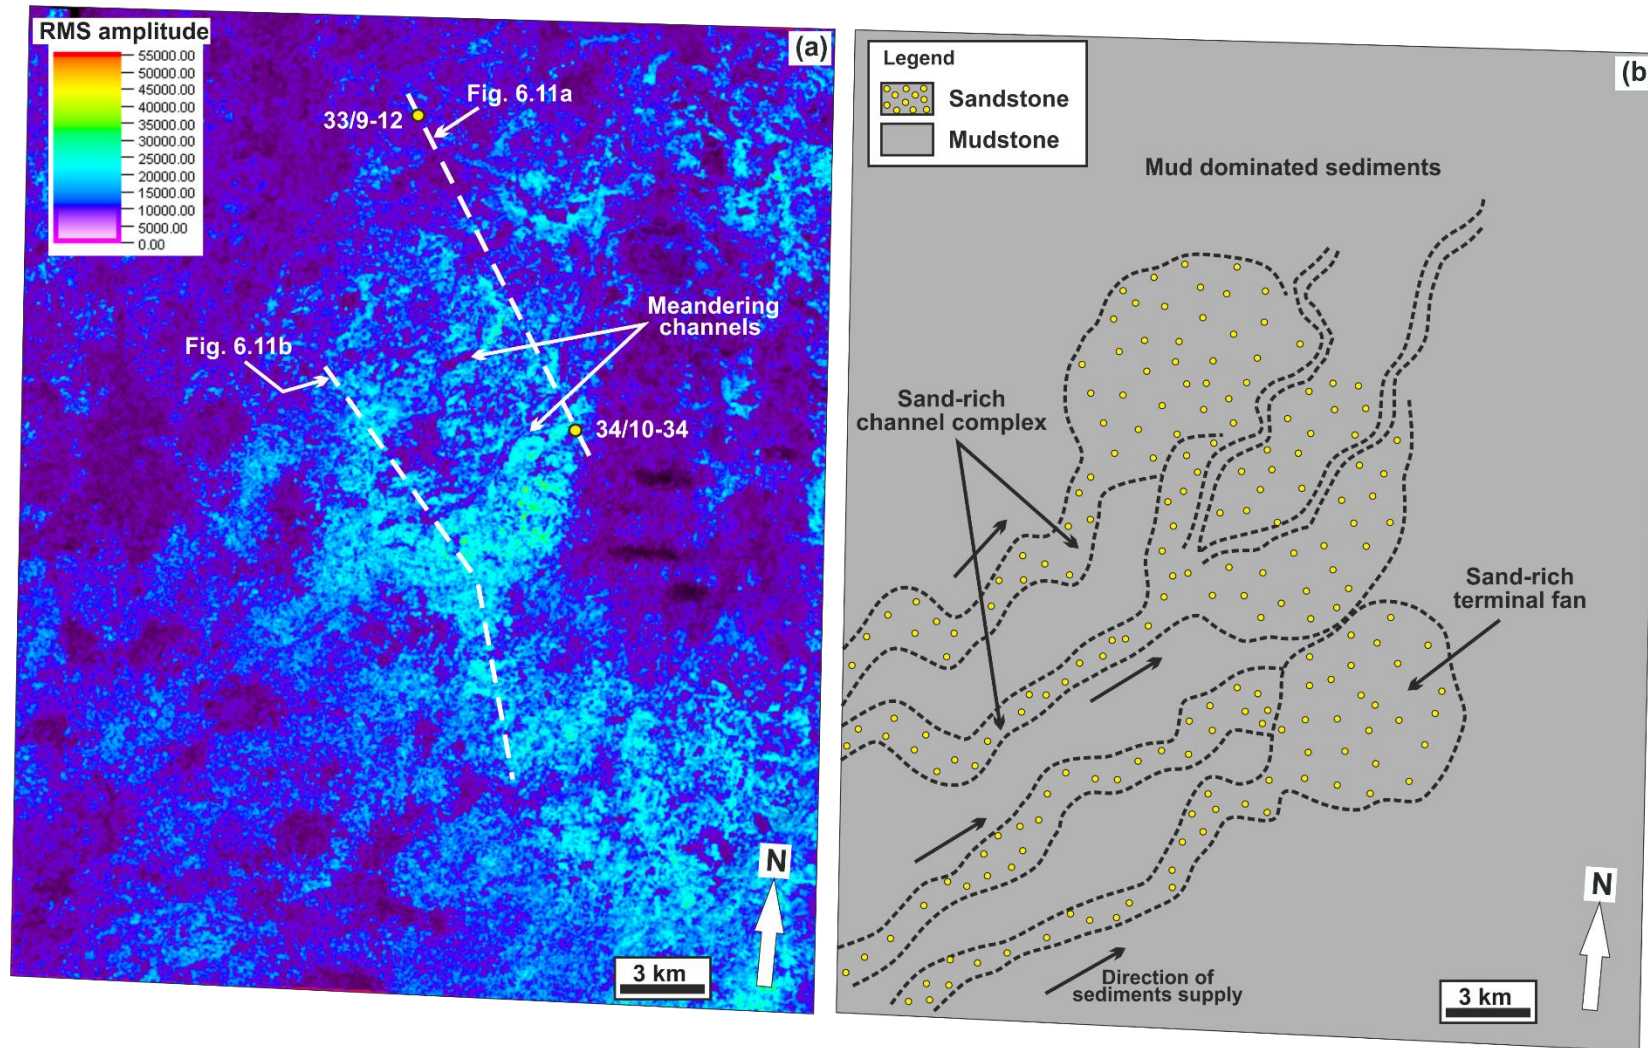 RMS amplitude
55000.00
50000.00
45000.00
40000.00
35000.00
30000.00
25000.00
20000.00
15000.00
10000.00
5000.00
0.00
(a)
Fig. 6.11a
33/9-12
Meandering
channels
Fig. 6.11b
34/10-34
N
3 km
Legend
Sandstone
Mudstone
(b
Mud dominated sediments
Sand-rich
channel complex
Sand-rich
terminal fan
Direction of
sediments supply
N
3 km